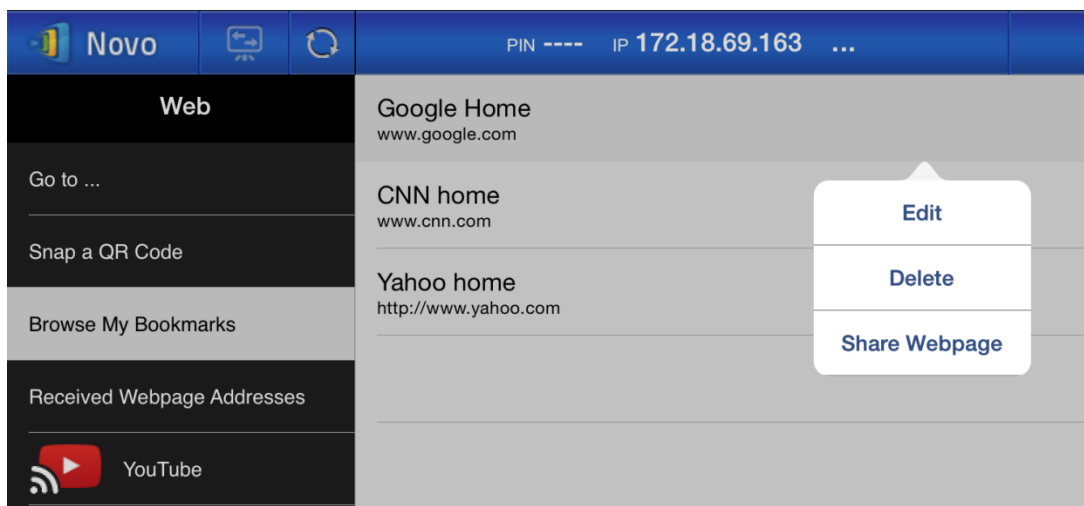 Novo
PIN ---- IP 172.18.69.163 ...
Web
Go to ...
Snap a QR Code
Browse My Bookmarks
Received Webpage Addresses
YouTube
Google Home
www.google.com
CNN home
www.cnn.com
Yahoo home
http://www.yahoo.com
Edit
Delete
Share Webpage